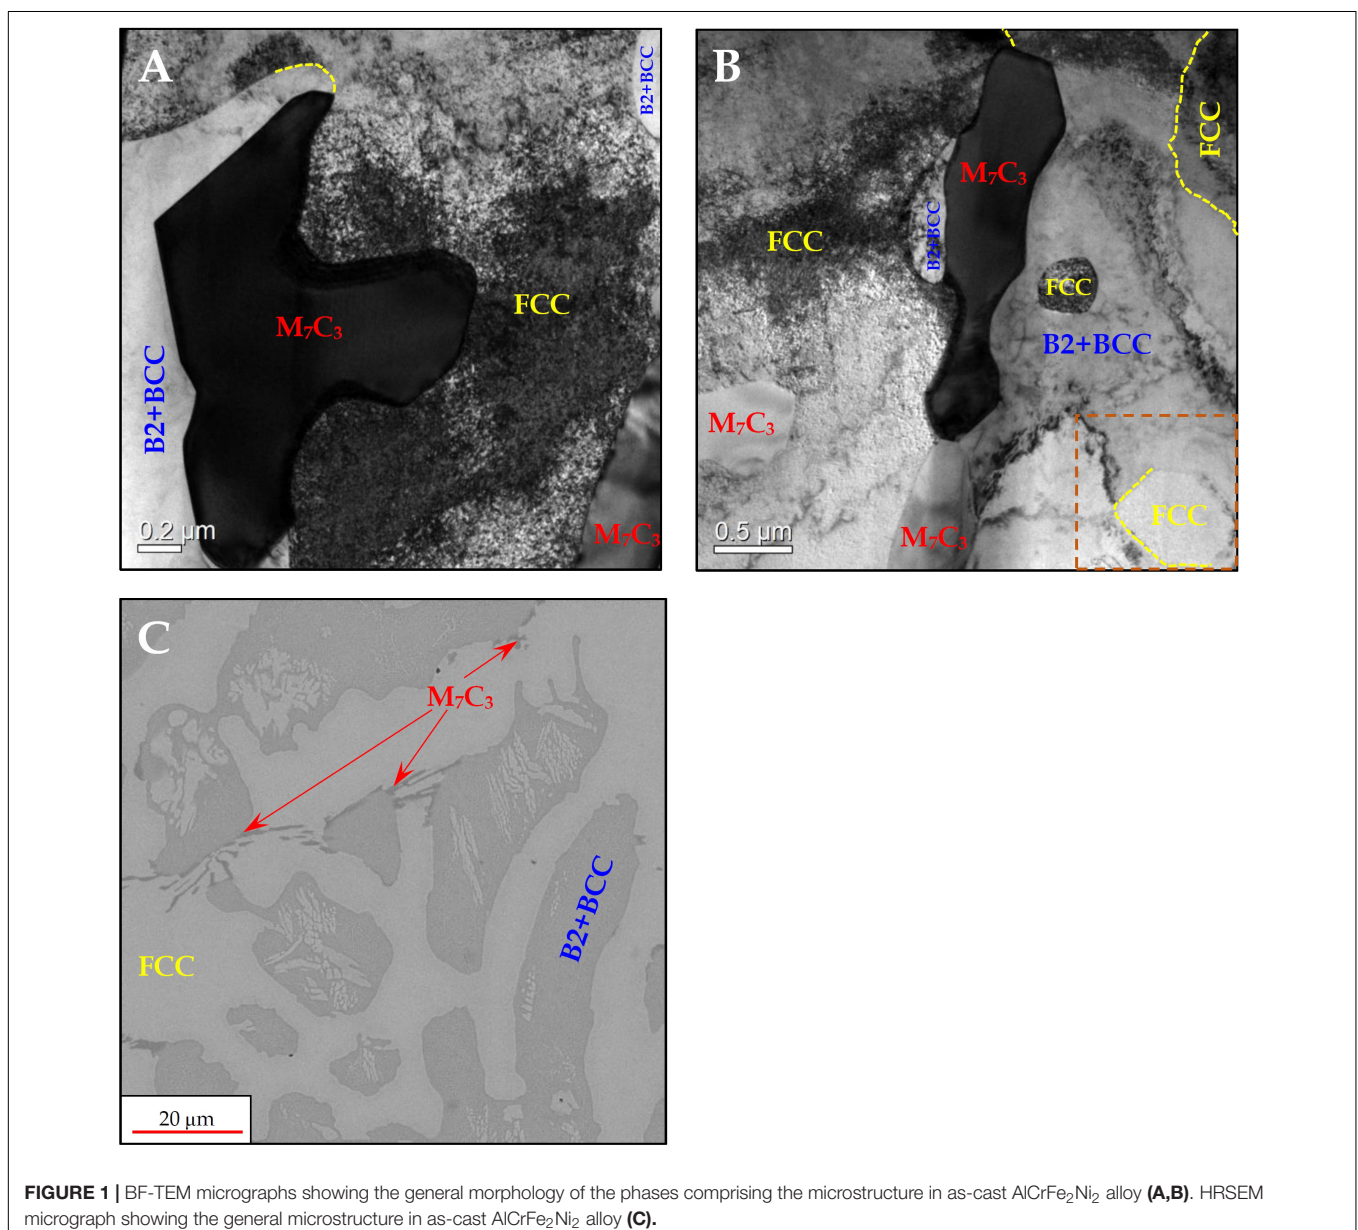 A
B2+BCC
FCC
M₇C₃
B2+BCC
M₇C₃
0.2 µm
B
FCC
M₇C₃
B2+BCC
FCC
FCC
B2+BCC
M₇C₃
FCC
M₇C₃
0.5 µm
C
M₇C₃
B2+BCC
FCC
20 µm
FIGURE 1 | BF-TEM micrographs showing the general morphology of the phases comprising the microstructure in as-cast AlCrFe₂Ni₂ alloy (A,B). HRSEM
micrograph showing the general microstructure in as-cast AlCrFe₂Ni₂ alloy (C).